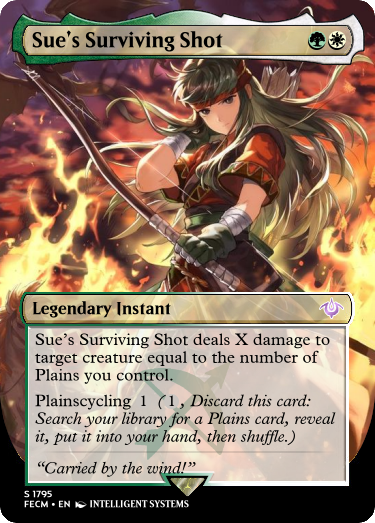 Sue's Surviving Shot
Legendary Instant
Sue's Surviving Shot deals X damage to
target creature equal to the number of
Plains you control.
Plainscycling 1 (1, Discard this card:
Search your library for a Plains card, reveal
it, put it into your hand, then shuffle.)
“Carried by the wind!”
S 1795
FECM • EN INTELLIGENT SYSTEMS